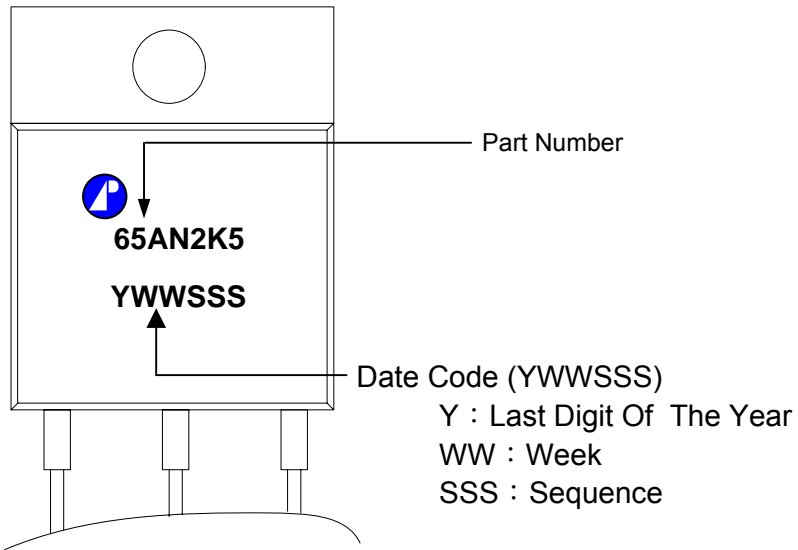 Part Number
65AN2K5
YWWSSS
Date Code (YWWSSS)
Y：Last Digit Of The Year
WW：Week
SSS：Sequence